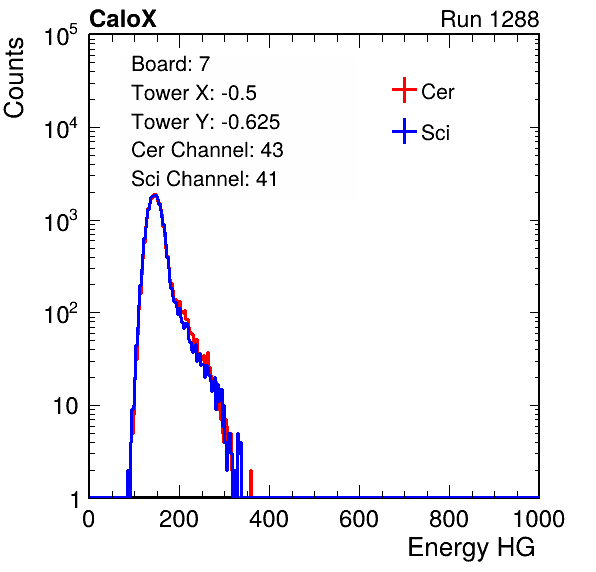 CaloX Run 1288
Counts
Board: 7
Tower X: -0.5
Tower Y: -0.625
Cer Channel: 43
Sci Channel: 41
Cer
Sci
10^5
10^4
10^3
10^2
10
1
0 200 400 600 800 1000
Energy HG